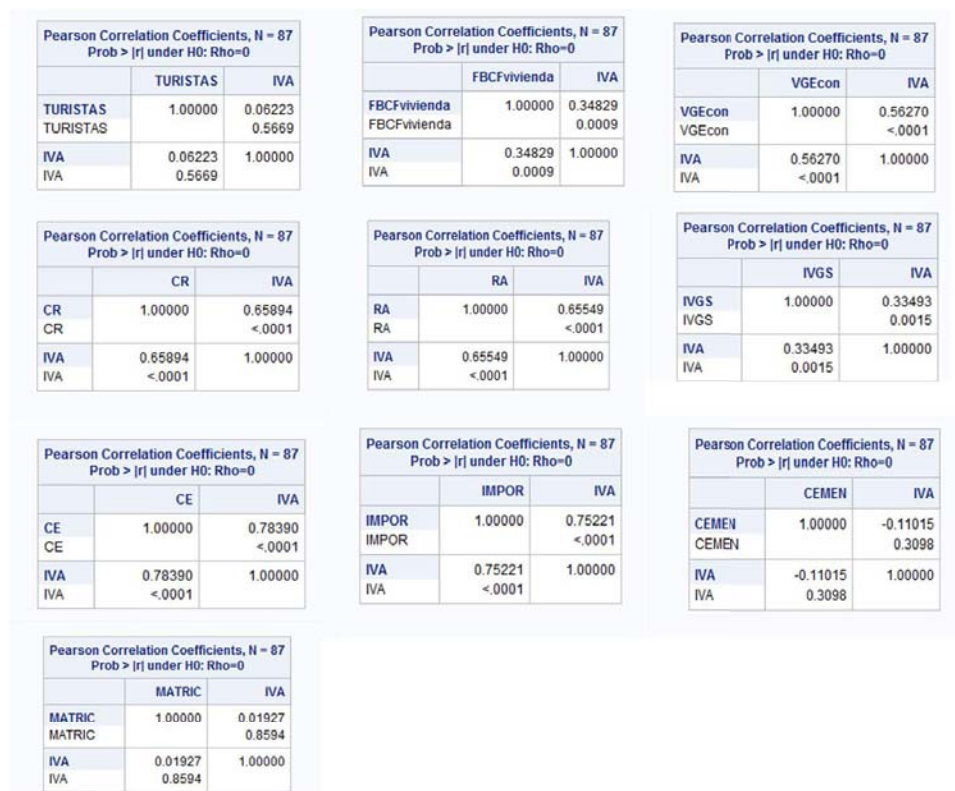 Pearson Correlation Coefficients, N = 87
Prob > |r| under H0: Rho=0
TURISTAS IVA
TURISTAS 1.00000 0.06223
TURISTAS 0.5669
IVA 0.06223 1.00000
IVA 0.5669
Pearson Correlation Coefficients, N = 87
Prob > |r| under H0: Rho=0
FBCFvivienda IVA
FBCFvivienda 1.00000 0.34829
FBCFvivienda 0.0009
IVA 0.34829 1.00000
IVA 0.0009
Pearson Correlation Coefficients, N = 87
Prob > |r| under H0: Rho=0
VGEcon IVA
VGEcon 1.00000 0.56270
VGEcon <.0001
IVA 0.56270 1.00000
IVA <.0001
Pearson Correlation Coefficients, N = 87
Prob > |r| under H0: Rho=0
CR IVA
CR 1.00000 0.65894
CR <.0001
IVA 0.65894 1.00000
IVA <.0001
Pearson Correlation Coefficients, N = 87
Prob > |r| under H0: Rho=0
RA IVA
RA 1.00000 0.65549
RA <.0001
IVA 0.65549 1.00000
IVA <.0001
Pearson Correlation Coefficients, N = 87
Prob > |r| under H0: Rho=0
IVGS IVA
IVGS 1.00000 0.33493
IVGS 0.0015
IVA 0.33493 1.00000
IVA 0.0015
Pearson Correlation Coefficients, N = 87
Prob > |r| under H0: Rho=0
CE IVA
CE 1.00000 0.78390
CE <.0001
IVA 0.78390 1.00000
IVA <.0001
Pearson Correlation Coefficients, N = 87
Prob > |r| under H0: Rho=0
IMPOR IVA
IMPOR 1.00000 0.75221
IMPOR <.0001
IVA 0.75221 1.00000
IVA <.0001
Pearson Correlation Coefficients, N = 87
Prob > |r| under H0: Rho=0
CEMEN IVA
CEMEN 1.00000 -0.11015
CEMEN 0.3098
IVA -0.11015 1.00000
IVA 0.3098
Pearson Correlation Coefficients, N = 87
Prob > |r| under H0: Rho=0
MATRIC IVA
MATRIC 1.00000 0.01927
MATRIC 0.8594
IVA 0.01927 1.00000
IVA 0.8594